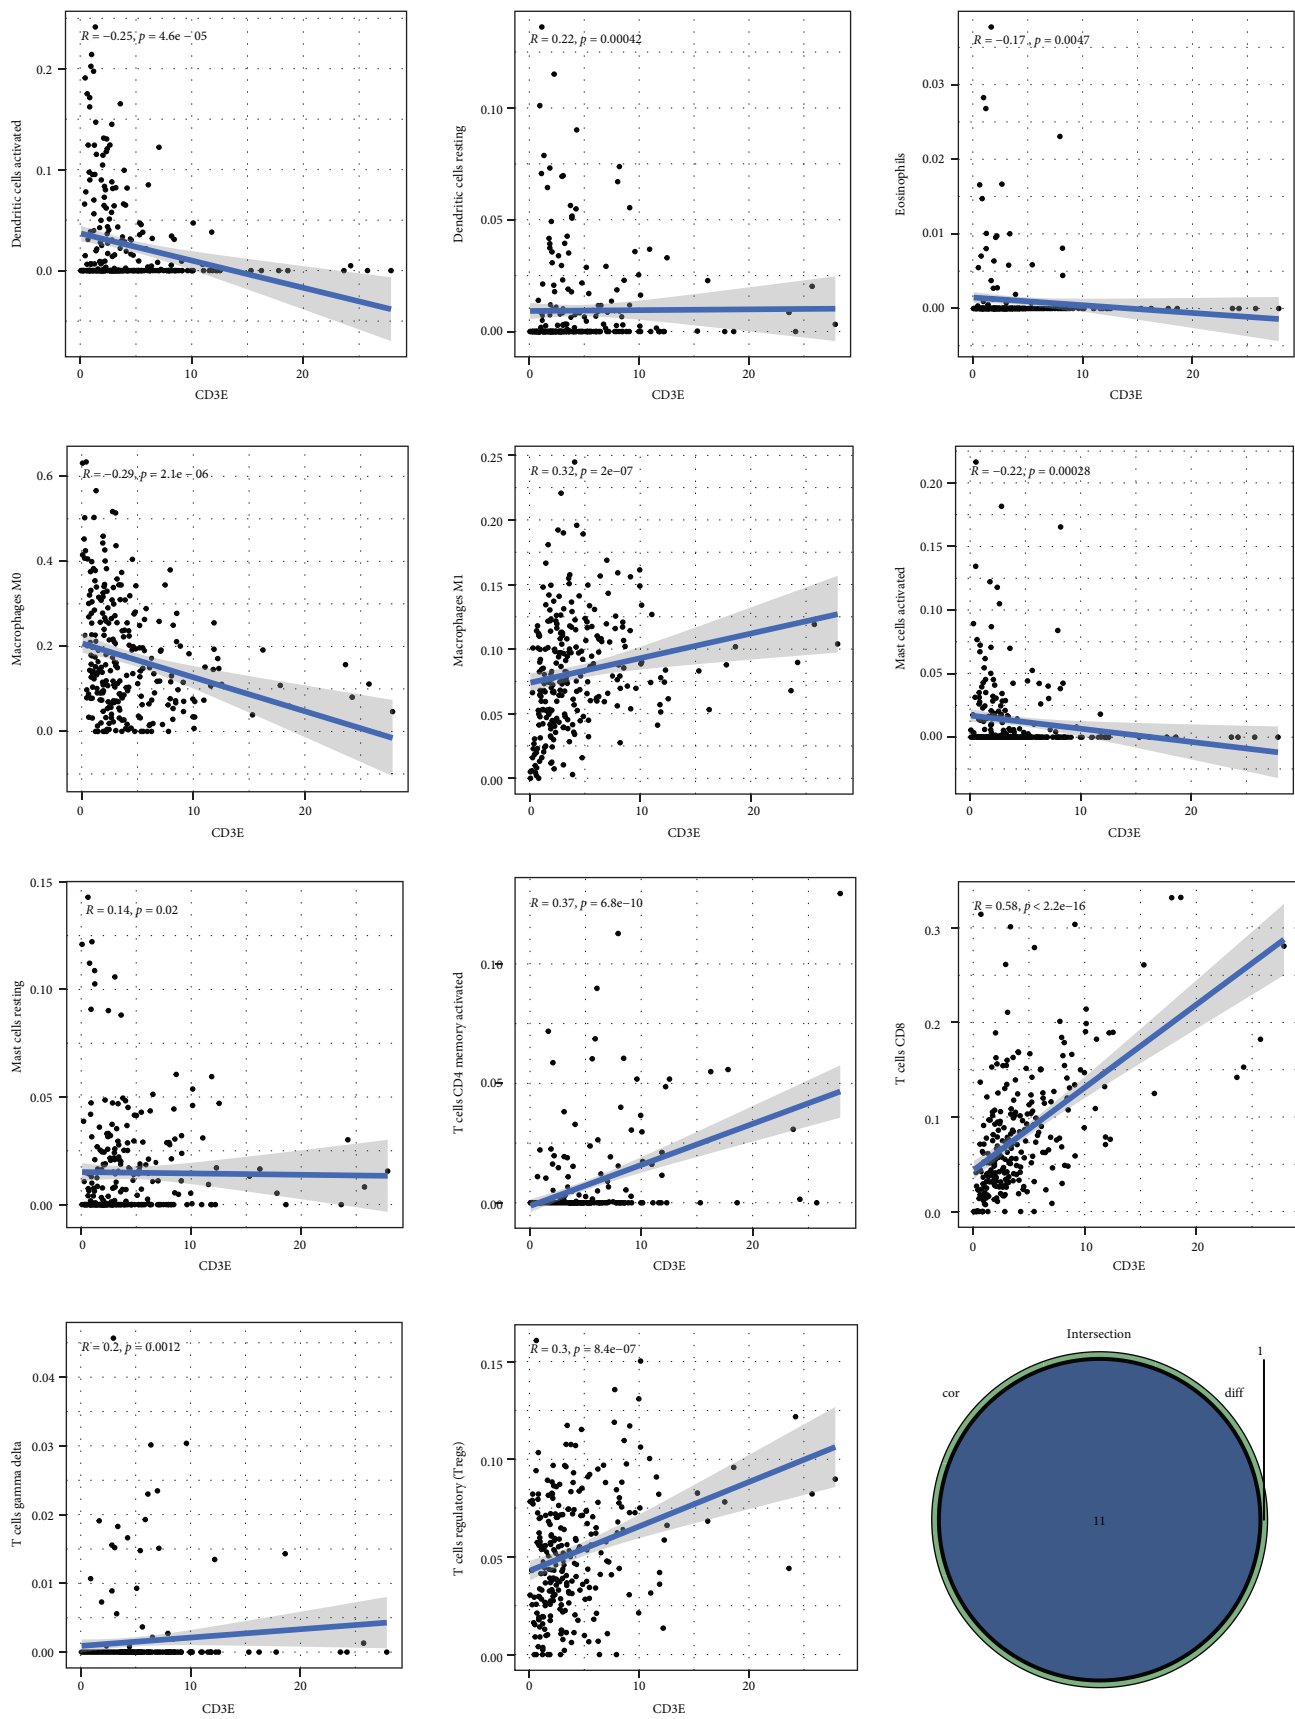 R = −0.25, p = 4.6e − 05
Dendritic cells activated
0.2
0.1
0.0
0
10
20
CD3E
R = 0.22, p = 0.00042
Dendritic cells resting
0.10
0.05
0.00
0
10
20
CD3E
R = −0.17, p = 0.0047
Eosinophils
0.03
0.02
0.01
0.00
0
10
20
CD3E
R = −0.29, p = 2.1e − 06
Macrophages M0
0.6
0.4
0.2
0.0
0
10
20
CD3E
R = 0.32, p = 2e−07
Macrophages M1
0.25
0.20
0.15
0.10
0.05
0.00
0
10
20
CD3E
R = −0.22, p = 0.00028
Mast cells activated
0.20
0.15
0.10
0.05
0.00
0
10
20
CD3E
R = 0.14, p = 0.02
Mast cells resting
0.15
0.10
0.05
0.00
0
10
20
CD3E
R = 0.37, p = 6.8e−10
T cells CD4 memory activated
0.10
0.05
0.00
0
10
20
CD3E
R = 0.58, p < 2.2e−16
T cells CD8
0.3
0.2
0.1
0.0
0
10
20
CD3E
R = 0.2, p = 0.0012
T cells gamma delta
0.04
0.03
0.02
0.01
0.00
0
10
20
CD3E
R = 0.3, p = 8.4e−07
T cells regulatory (Tregs)
0.15
0.10
0.05
0.00
0
10
20
CD3E
Intersection
1
cor
diff
11